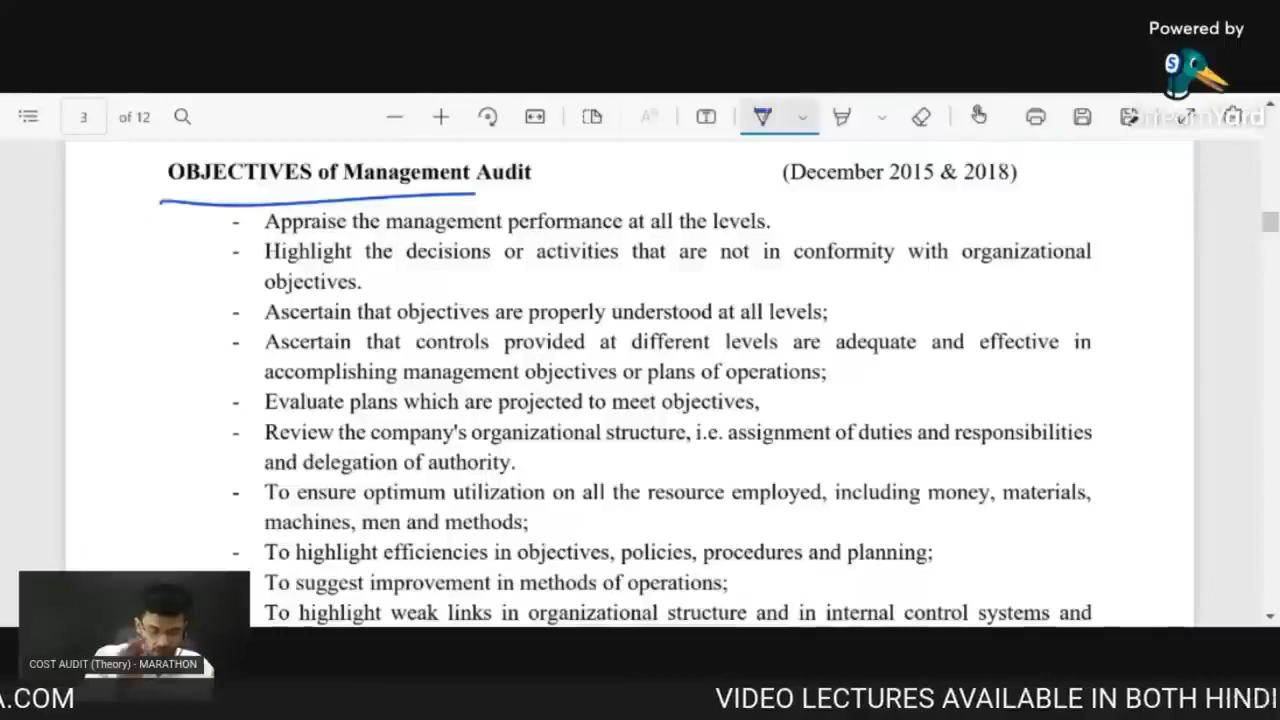 Powered by
S
3 of 12
StreamYard
OBJECTIVES of Management Audit (December 2015 & 2018)
- Appraise the management performance at all the levels.
- Highlight the decisions or activities that are not in conformity with organizational
objectives.
- Ascertain that objectives are properly understood at all levels;
- Ascertain that controls provided at different levels are adequate and effective in
accomplishing management objectives or plans of operations;
- Evaluate plans which are projected to meet objectives,
- Review the company's organizational structure, i.e. assignment of duties and responsibilities
and delegation of authority.
- To ensure optimum utilization on all the resource employed, including money, materials,
machines, men and methods;
- To highlight efficiencies in objectives, policies, procedures and planning;
To suggest improvement in methods of operations;
To highlight weak links in organizational structure and in internal control systems and
COST AUDIT (Theory) - MARATHON
A.COM VIDEO LECTURES AVAILABLE IN BOTH HINDI